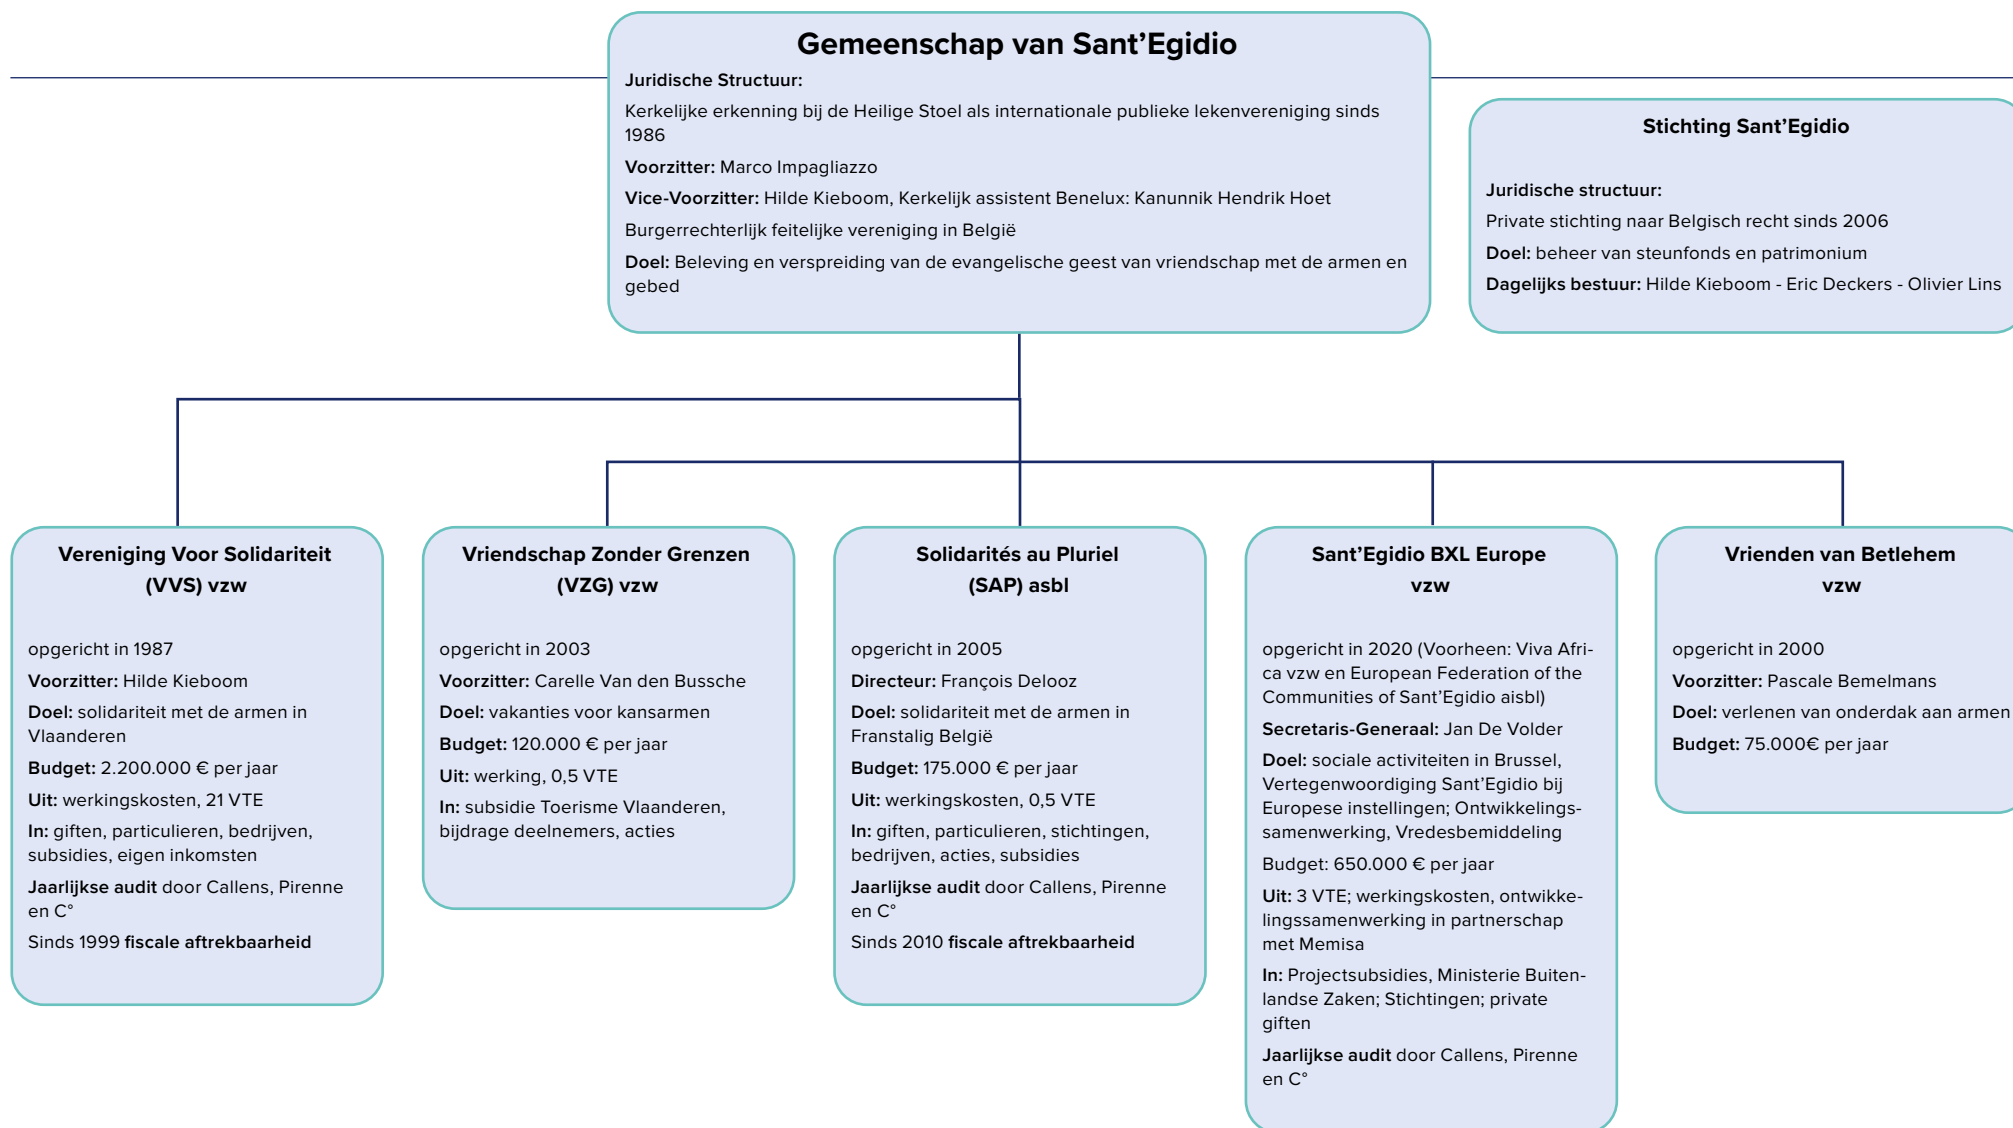 Gemeenschap van Sant’Egidio
Juridische Structuur:
Kerkelijke erkenning bij de Heilige Stoel als internationale publieke lekenvereniging sinds
1986
Voorzitter: Marco Impagliazzo
Vice-Voorzitter: Hilde Kieboom, Kerkelijk assistent Benelux: Kanunnik Hendrik Hoet
Burgerrechterlijk feitelijke vereniging in België
Doel: Beleving en verspreiding van de evangelische geest van vriendschap met de armen en
gebed
Stichting Sant’Egidio
Juridische structuur:
Private stichting naar Belgisch recht sinds 2006
Doel: beheer van steunfonds en patrimonium
Dagelijks bestuur: Hilde Kieboom - Eric Deckers - Olivier Lins
Vereniging Voor Solidariteit
(VVS) vzw
opgericht in 1987
Voorzitter: Hilde Kieboom
Doel: solidariteit met de armen in
Vlaanderen
Budget: 2.200.000 € per jaar
Uit: werkingskosten, 21 VTE
In: giften, particulieren, bedrijven,
subsidies, eigen inkomsten
Jaarlijkse audit door Callens, Pirenne
en C°
Sinds 1999 fiscale aftrekbaarheid
Vriendschap Zonder Grenzen
(VZG) vzw
opgericht in 2003
Voorzitter: Carelle Van den Bussche
Doel: vakanties voor kansarmen
Budget: 120.000 € per jaar
Uit: werking, 0,5 VTE
In: subsidie Toerisme Vlaanderen,
bijdrage deelnemers, acties
Solidarités au Pluriel
(SAP) asbl
opgericht in 2005
Directeur: François Delooz
Doel: solidariteit met de armen in
Franstalig België
Budget: 175.000 € per jaar
Uit: werkingskosten, 0,5 VTE
In: giften, particulieren, stichtingen,
bedrijven, acties, subsidies
Jaarlijkse audit door Callens, Pirenne
en C°
Sinds 2010 fiscale aftrekbaarheid
Sant’Egidio BXL Europe
vzw
opgericht in 2020 (Voorheen: Viva Afri-
ca vzw en European Federation of the
Communities of Sant’Egidio aisbl)
Secretaris-Generaal: Jan De Volder
Doel: sociale activiteiten in Brussel,
Vertegenwoordiging Sant’Egidio bij
Europese instellingen; Ontwikkelings-
samenwerking, Vredesbemiddeling
Budget: 650.000 € per jaar
Uit: 3 VTE; werkingskosten, ontwikke-
lingssamenwerking in partnerschap
met Memisa
In: Projectsubsidies, Ministerie Buiten-
landse Zaken; Stichtingen; private
giften
Jaarlijkse audit door Callens, Pirenne
en C°
Vrienden van Betlehem
vzw
opgericht in 2000
Voorzitter: Pascale Bemelmans
Doel: verlenen van onderdak aan armen
Budget: 75.000€ per jaar